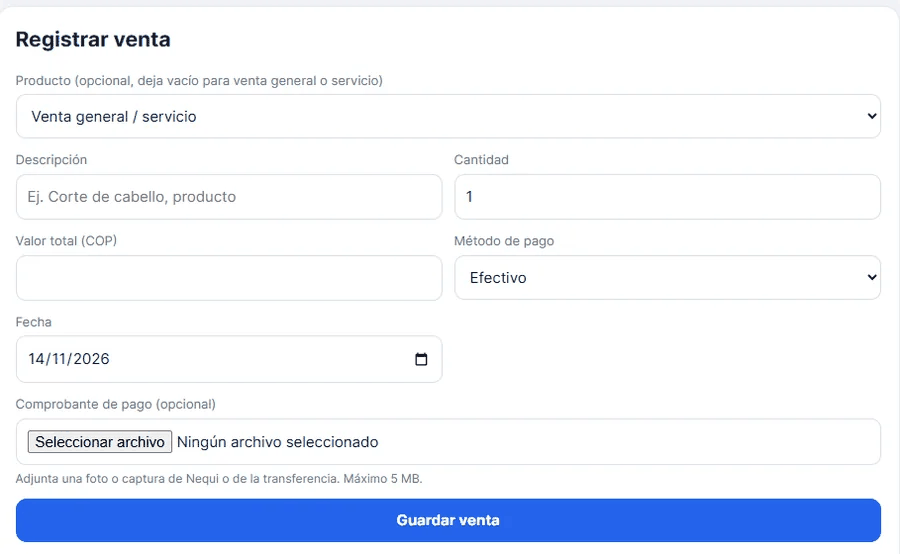 Registrar venta
Producto (opcional, deja vacío para venta general o servicio)
Venta general / servicio
Descripción
Cantidad
Ej. Corte de cabello, producto
1
Valor total (COP)
Método de pago
Efectivo
Fecha
14/11/2026
Comprobante de pago (opcional)
Seleccionar archivo Ningún archivo seleccionado
Adjunta una foto o captura de Nequi o de la transferencia. Máximo 5 MB.
Guardar venta